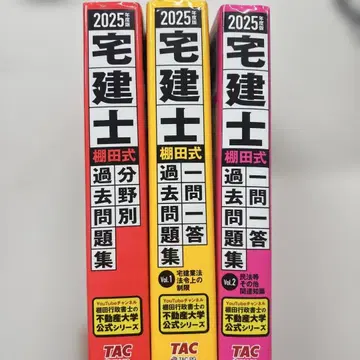 2025年度版
宅建士
棚田式
分野別
過去問題集
YouTubeチャンネル
棚田行政書士の
不動産大学
公式シリーズ
TAC
2025年度版
宅建士
棚田式
一問一答
過去問題集
Vol.1
宅建業法
法令上の
制限
YouTubeチャンネル
棚田行政書士の
不動産大学
公式シリーズ
TAC
2025年度版
宅建士
棚田式
一問一答
過去問題集
Vol.2
民法等
その他
関連知識
YouTubeチャンネル
棚田行政書士の
不動産大学
公式シリーズ
TAC